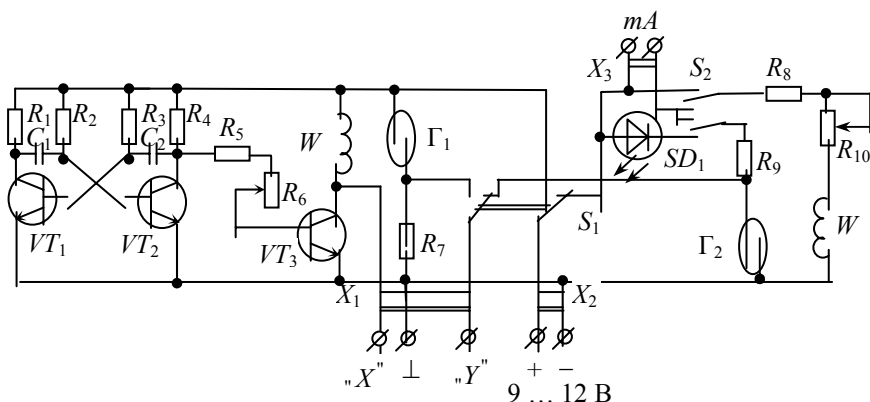 mA
X3
S2
R8
R1
R2
R3
R4
C1
C2
R5
W
Г1
R10
R9
SD1
R6
S1
VT1
VT2
VT3
R7
Г2
W
X1
X2
"X"
⊥
"Y"
+
−
9 ... 12 В